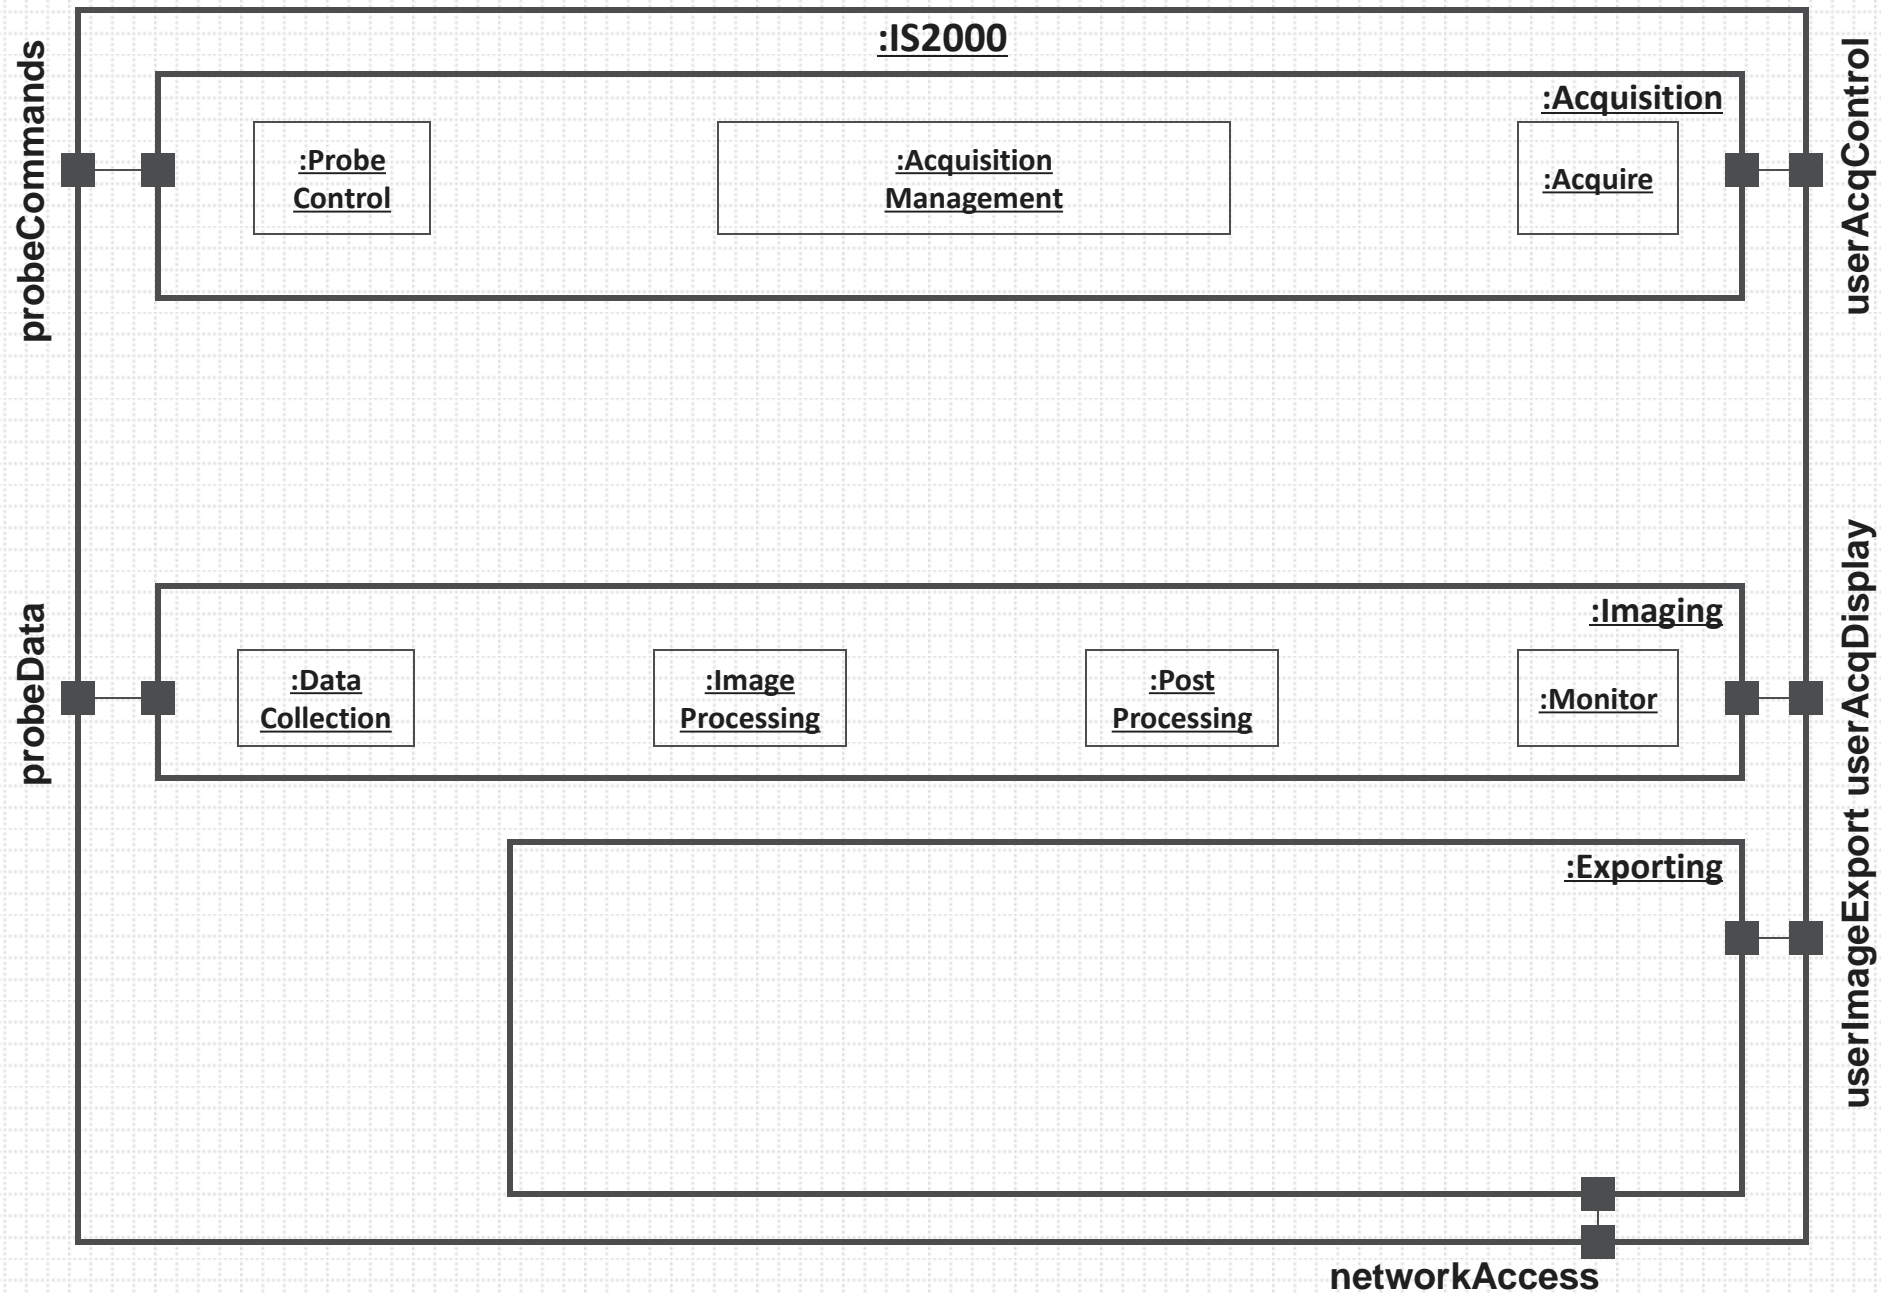 :IS2000
probeCommands
:Acquisition
userAcqControl
:Probe
Control
:Acquisition
Management
:Acquire
probeData
:Imaging
userAcqDisplay
:Data
Collection
:Image
Processing
:Post
Processing
:Monitor
:Exporting
userImageExport
networkAccess